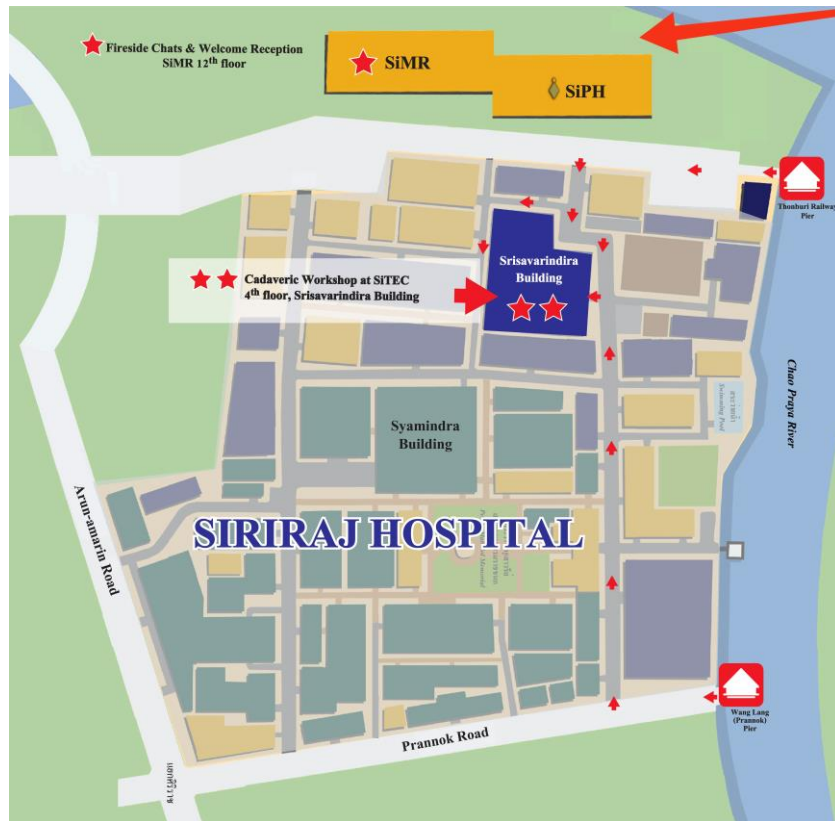 Fireside Chats & Welcome Reception
SiMR 12th floor
SiMR
SiPH
Thonburi Railway
Pier
Srisavarindira
Building
Cadaveric Workshop at SiTEC
4th floor, Srisavarindira Building
Chao Praya River
Swimming Pool
Syamindra
Building
Arun-amarin Road
SIRIRAJ HOSPITAL
Wang Lang
(Prannok)
Pier
Prannok Road